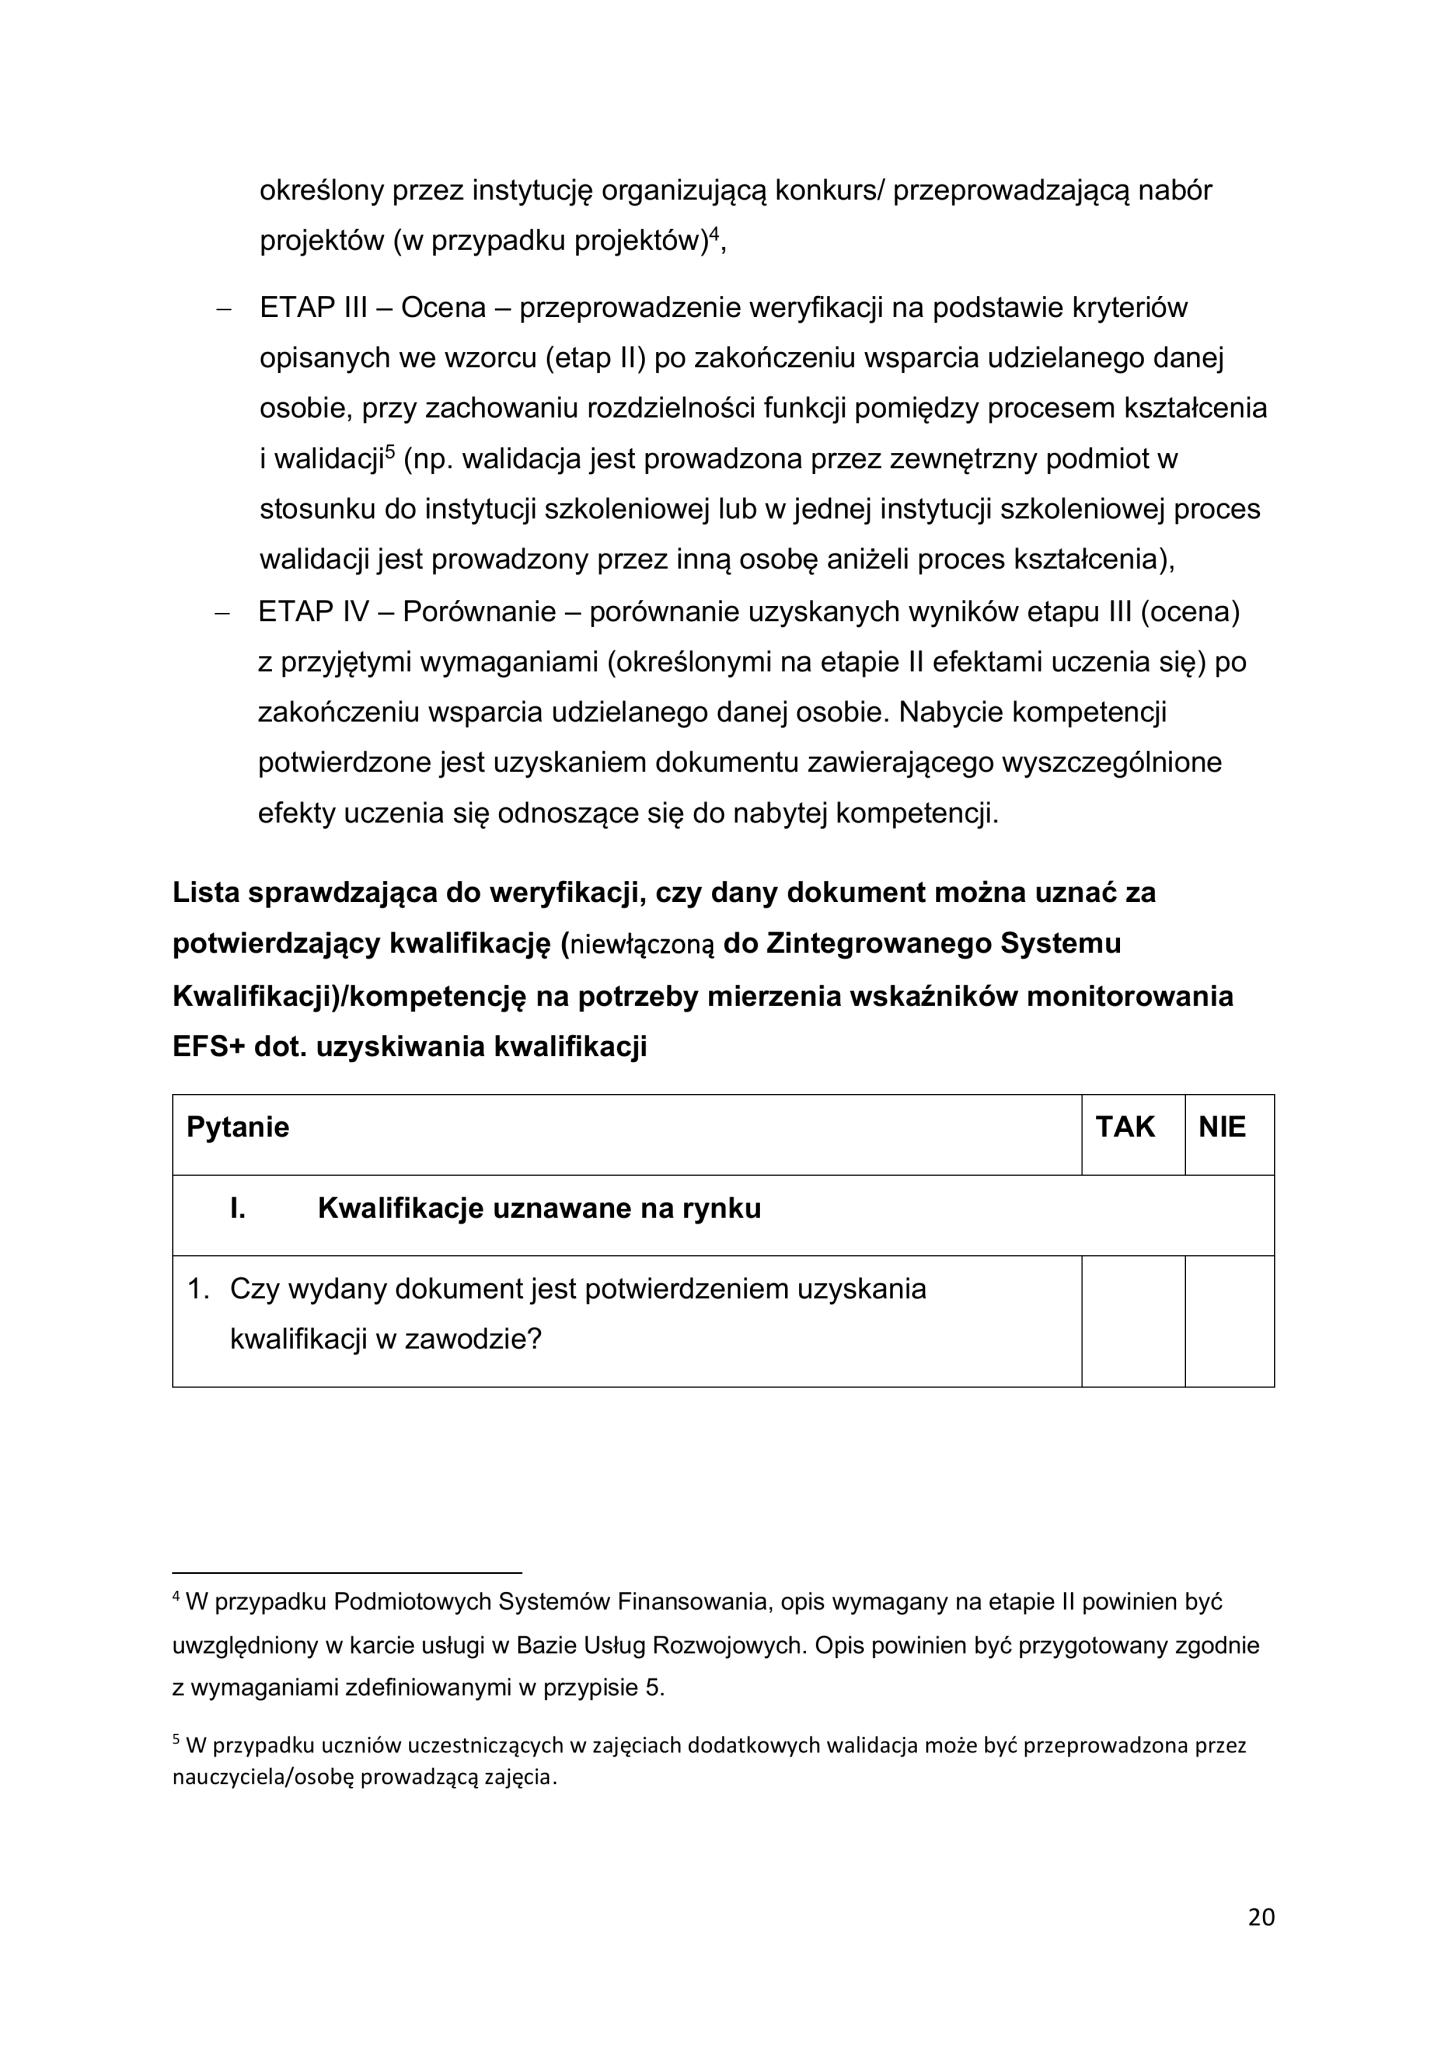 określony przez instytucję organizującą konkurs/ przeprowadzającą nabór
projektów (w przypadku projektów)⁴,
– ETAP III – Ocena – przeprowadzenie weryfikacji na podstawie kryteriów
opisanych we wzorcu (etap II) po zakończeniu wsparcia udzielanego danej
osobie, przy zachowaniu rozdzielności funkcji pomiędzy procesem kształcenia
i walidacji⁵ (np. walidacja jest prowadzona przez zewnętrzny podmiot w
stosunku do instytucji szkoleniowej lub w jednej instytucji szkoleniowej proces
walidacji jest prowadzony przez inną osobę aniżeli proces kształcenia),
– ETAP IV – Porównanie – porównanie uzyskanych wyników etapu III (ocena)
z przyjętymi wymaganiami (określonymi na etapie II efektami uczenia się) po
zakończeniu wsparcia udzielanego danej osobie. Nabycie kompetencji
potwierdzone jest uzyskaniem dokumentu zawierającego wyszczególnione
efekty uczenia się odnoszące się do nabytej kompetencji.
Lista sprawdzająca do weryfikacji, czy dany dokument można uznać za
potwierdzający kwalifikację (niewłączoną do Zintegrowanego Systemu
Kwalifikacji)/kompetencję na potrzeby mierzenia wskaźników monitorowania
EFS+ dot. uzyskiwania kwalifikacji
Pytanie TAK NIE
I. Kwalifikacje uznawane na rynku
1. Czy wydany dokument jest potwierdzeniem uzyskania
kwalifikacji w zawodzie?
⁴ W przypadku Podmiotowych Systemów Finansowania, opis wymagany na etapie II powinien być
uwzględniony w karcie usługi w Bazie Usług Rozwojowych. Opis powinien być przygotowany zgodnie
z wymaganiami zdefiniowanymi w przypisie 5.
⁵ W przypadku uczniów uczestniczących w zajęciach dodatkowych walidacja może być przeprowadzona przez
nauczyciela/osobę prowadzącą zajęcia.
20